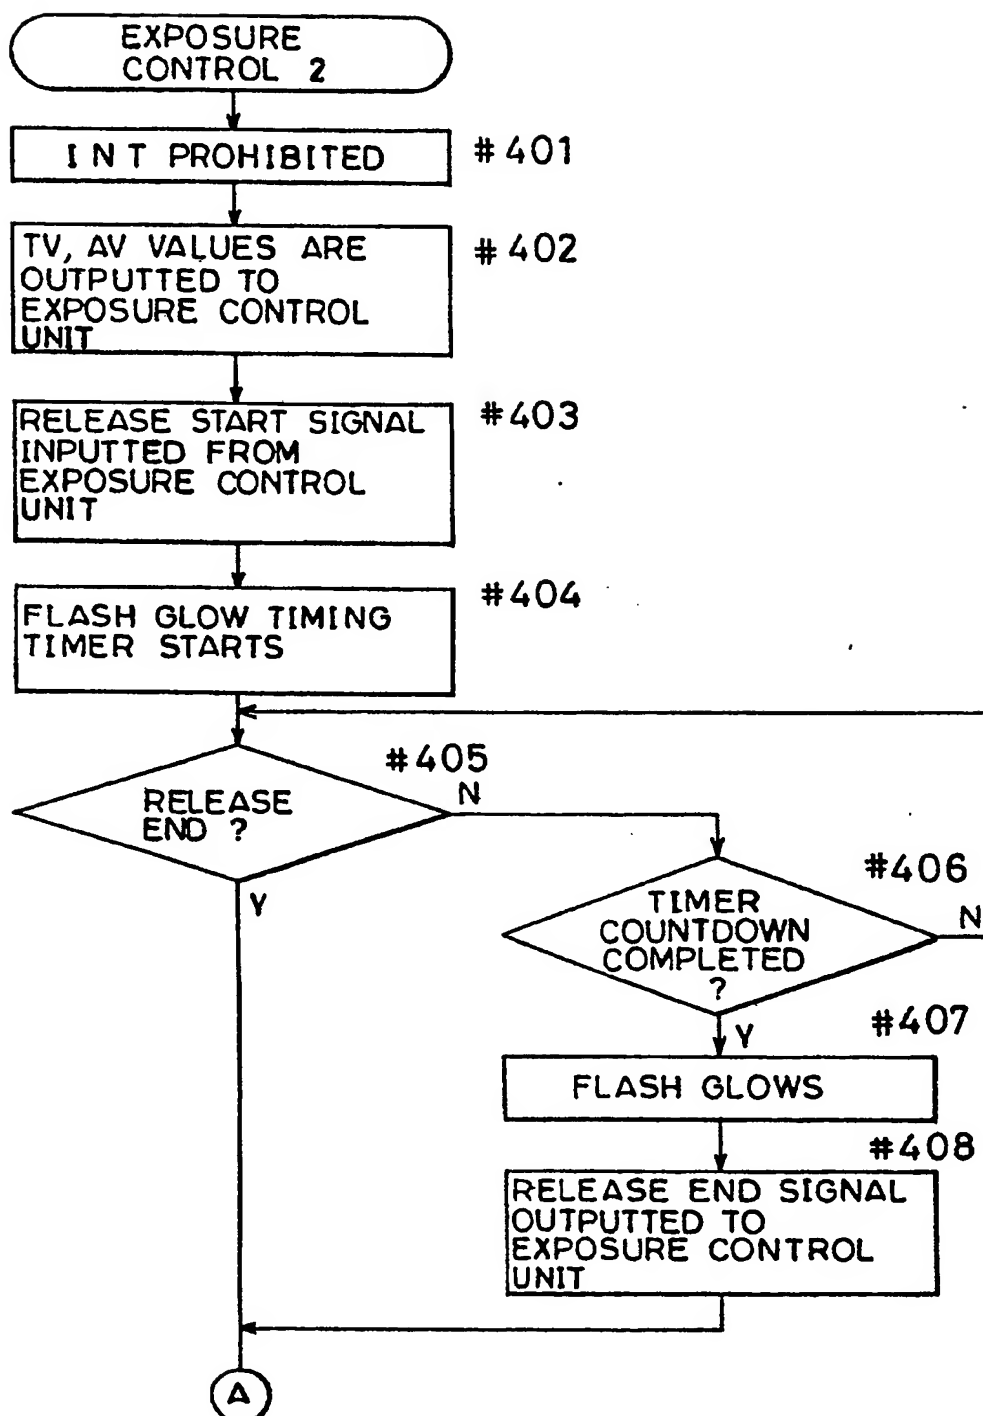 EXPOSURE
CONTROL 2
INT PROHIBITED
#401
TV, AV VALUES ARE
OUTPUTTED TO
EXPOSURE CONTROL
UNIT
#402
RELEASE START SIGNAL
INPUTTED FROM
EXPOSURE CONTROL
UNIT
#403
FLASH GLOW TIMING
TIMER STARTS
#404
RELEASE
END ?
#405
N
Y
TIMER
COUNTDOWN
COMPLETED
?
#406
N
Y
#407
FLASH GLOWS
#408
RELEASE END SIGNAL
OUTPUTTED TO
EXPOSURE CONTROL
UNIT
A